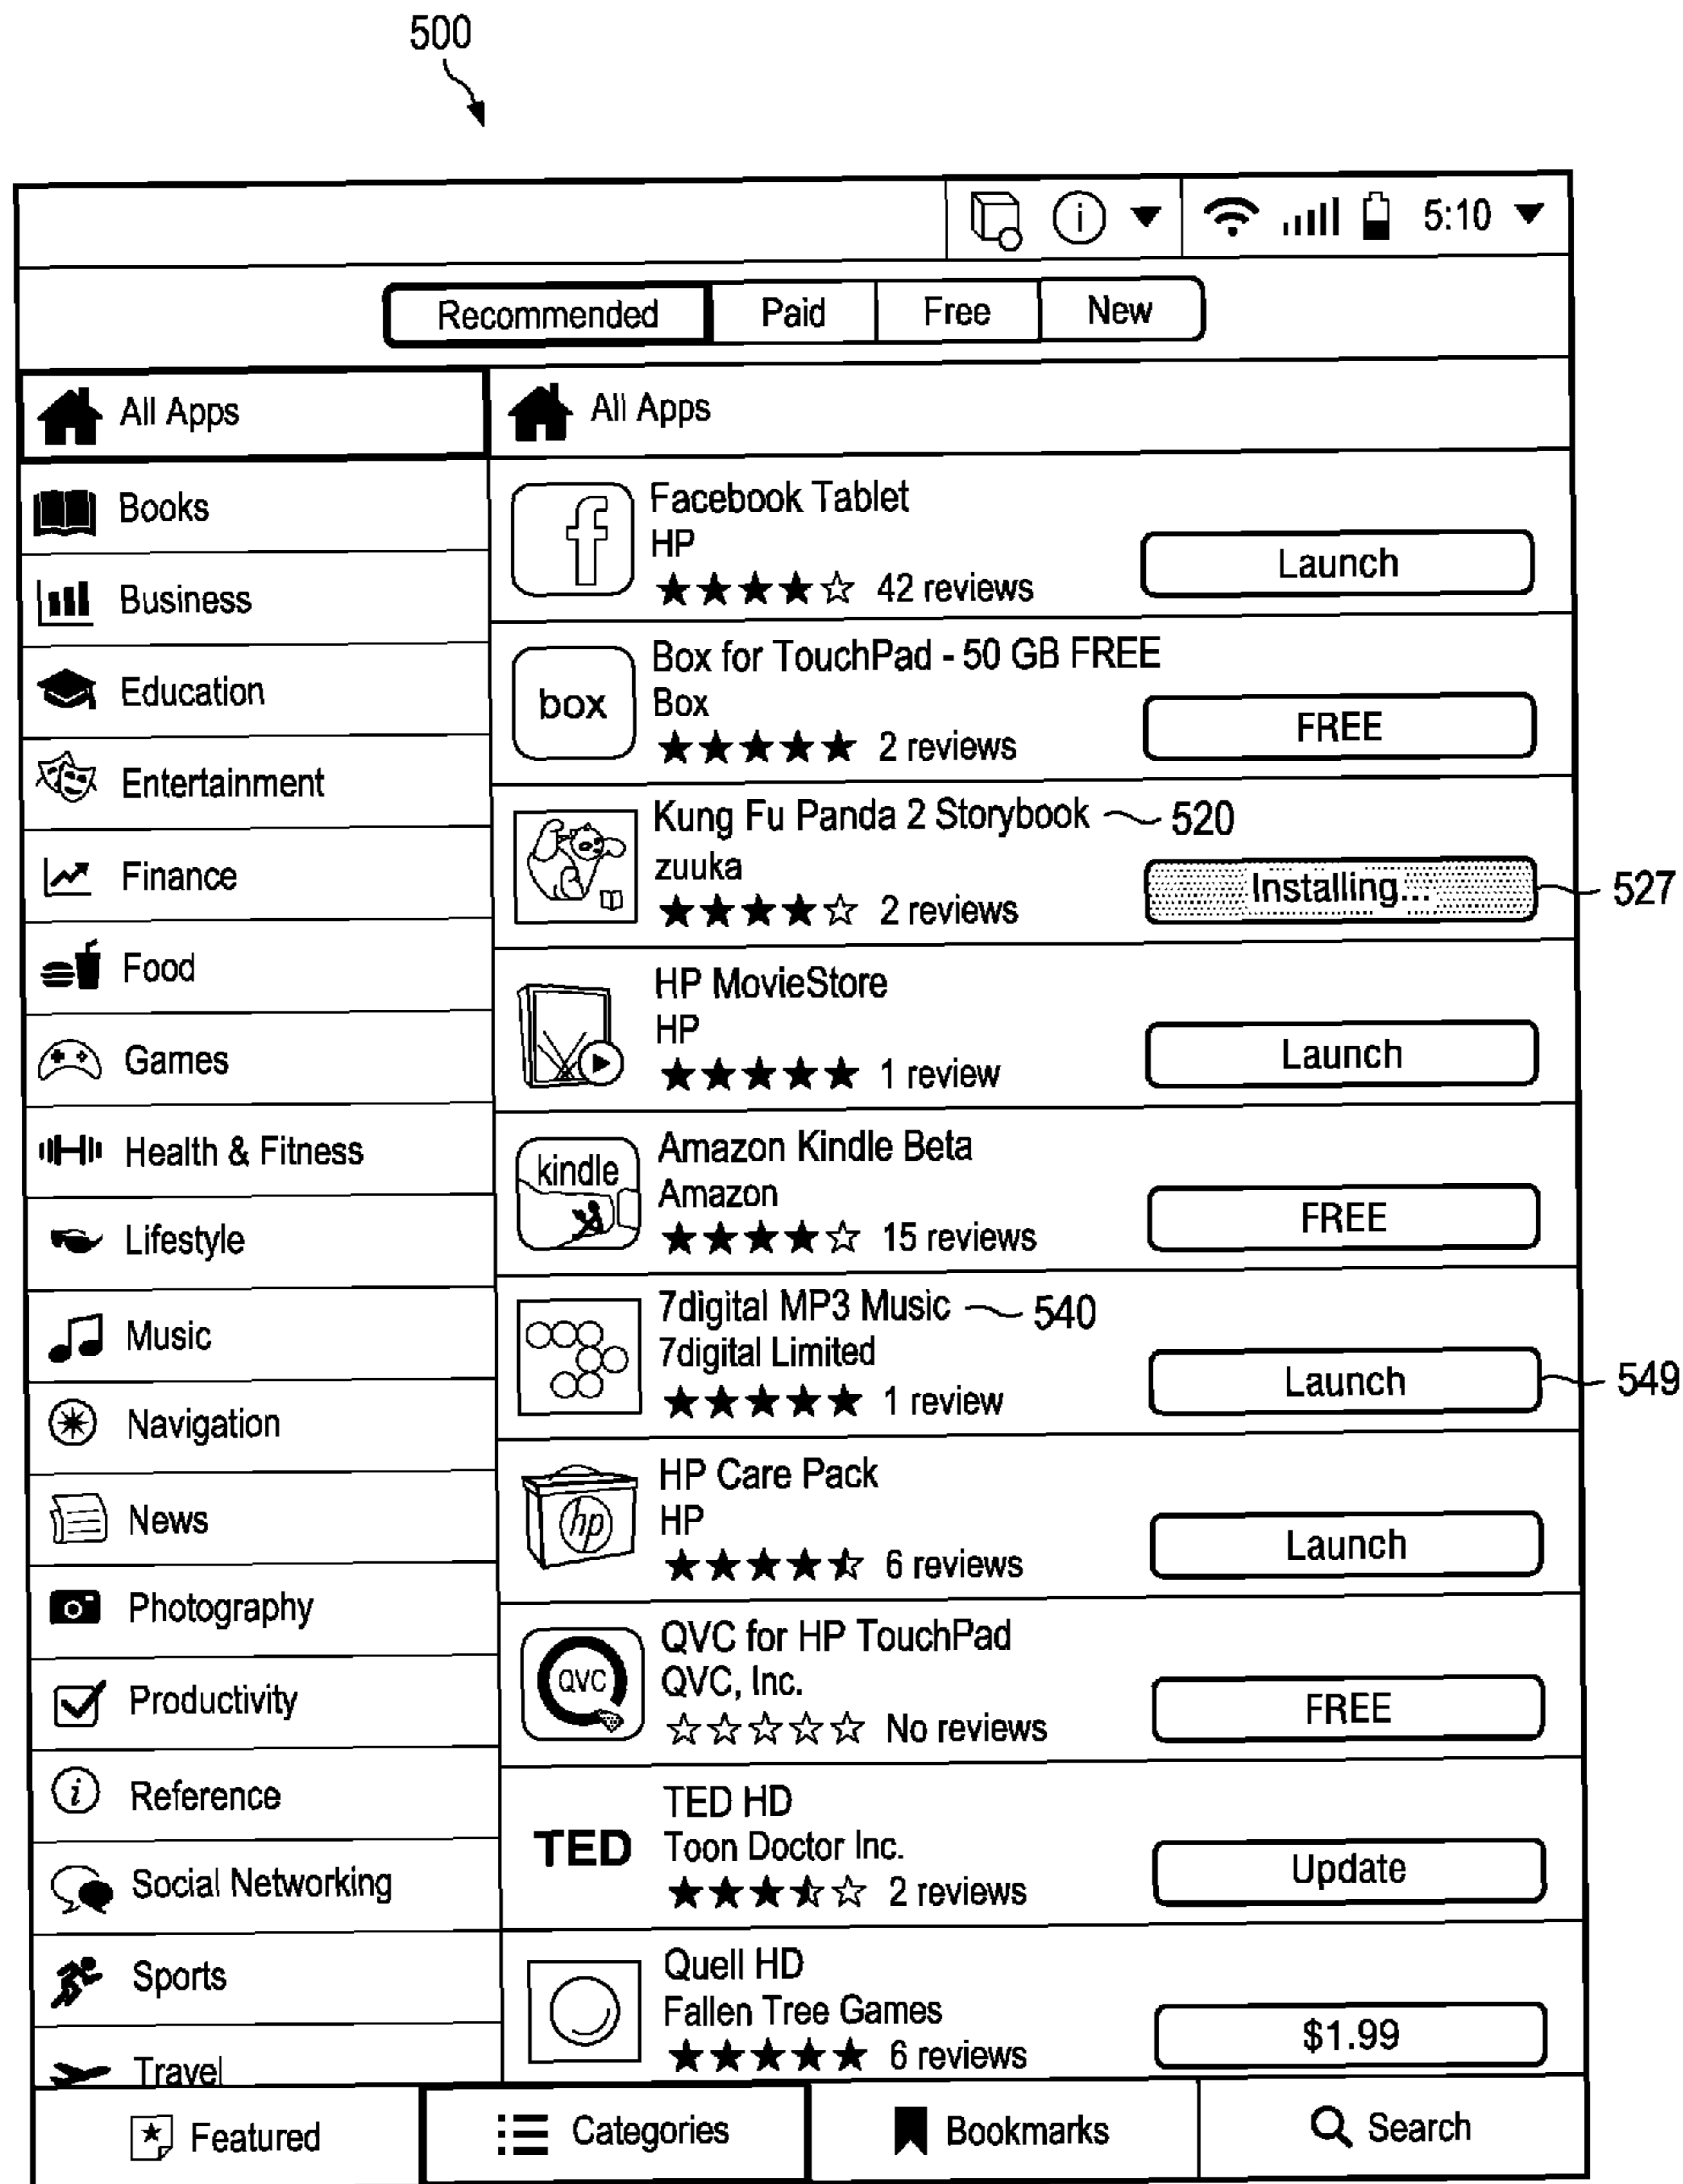 500
5:10
Recommended Paid Free New
All Apps
Books
Business
Education
Entertainment
Finance
Food
Games
Health & Fitness
Lifestyle
Music
Navigation
News
Photography
Productivity
Reference
Social Networking
Sports
Travel
All Apps
f
Facebook Tablet
HP
42 reviews
Launch
box
Box for TouchPad - 50 GB FREE
Box
2 reviews
FREE
Kung Fu Panda 2 Storybook 520
zuuka
2 reviews
Installing... 527
HP MovieStore
HP
1 review
Launch
kindle
Amazon Kindle Beta
Amazon
15 reviews
FREE
7digital MP3 Music 540
7digital Limited
1 review
Launch 549
hp
HP Care Pack
HP
6 reviews
Launch
QVC
QVC for HP TouchPad
QVC, Inc.
No reviews
FREE
TED
TED HD
Toon Doctor Inc.
2 reviews
Update
Quell HD
Fallen Tree Games
6 reviews
$1.99
Featured Categories Bookmarks Search